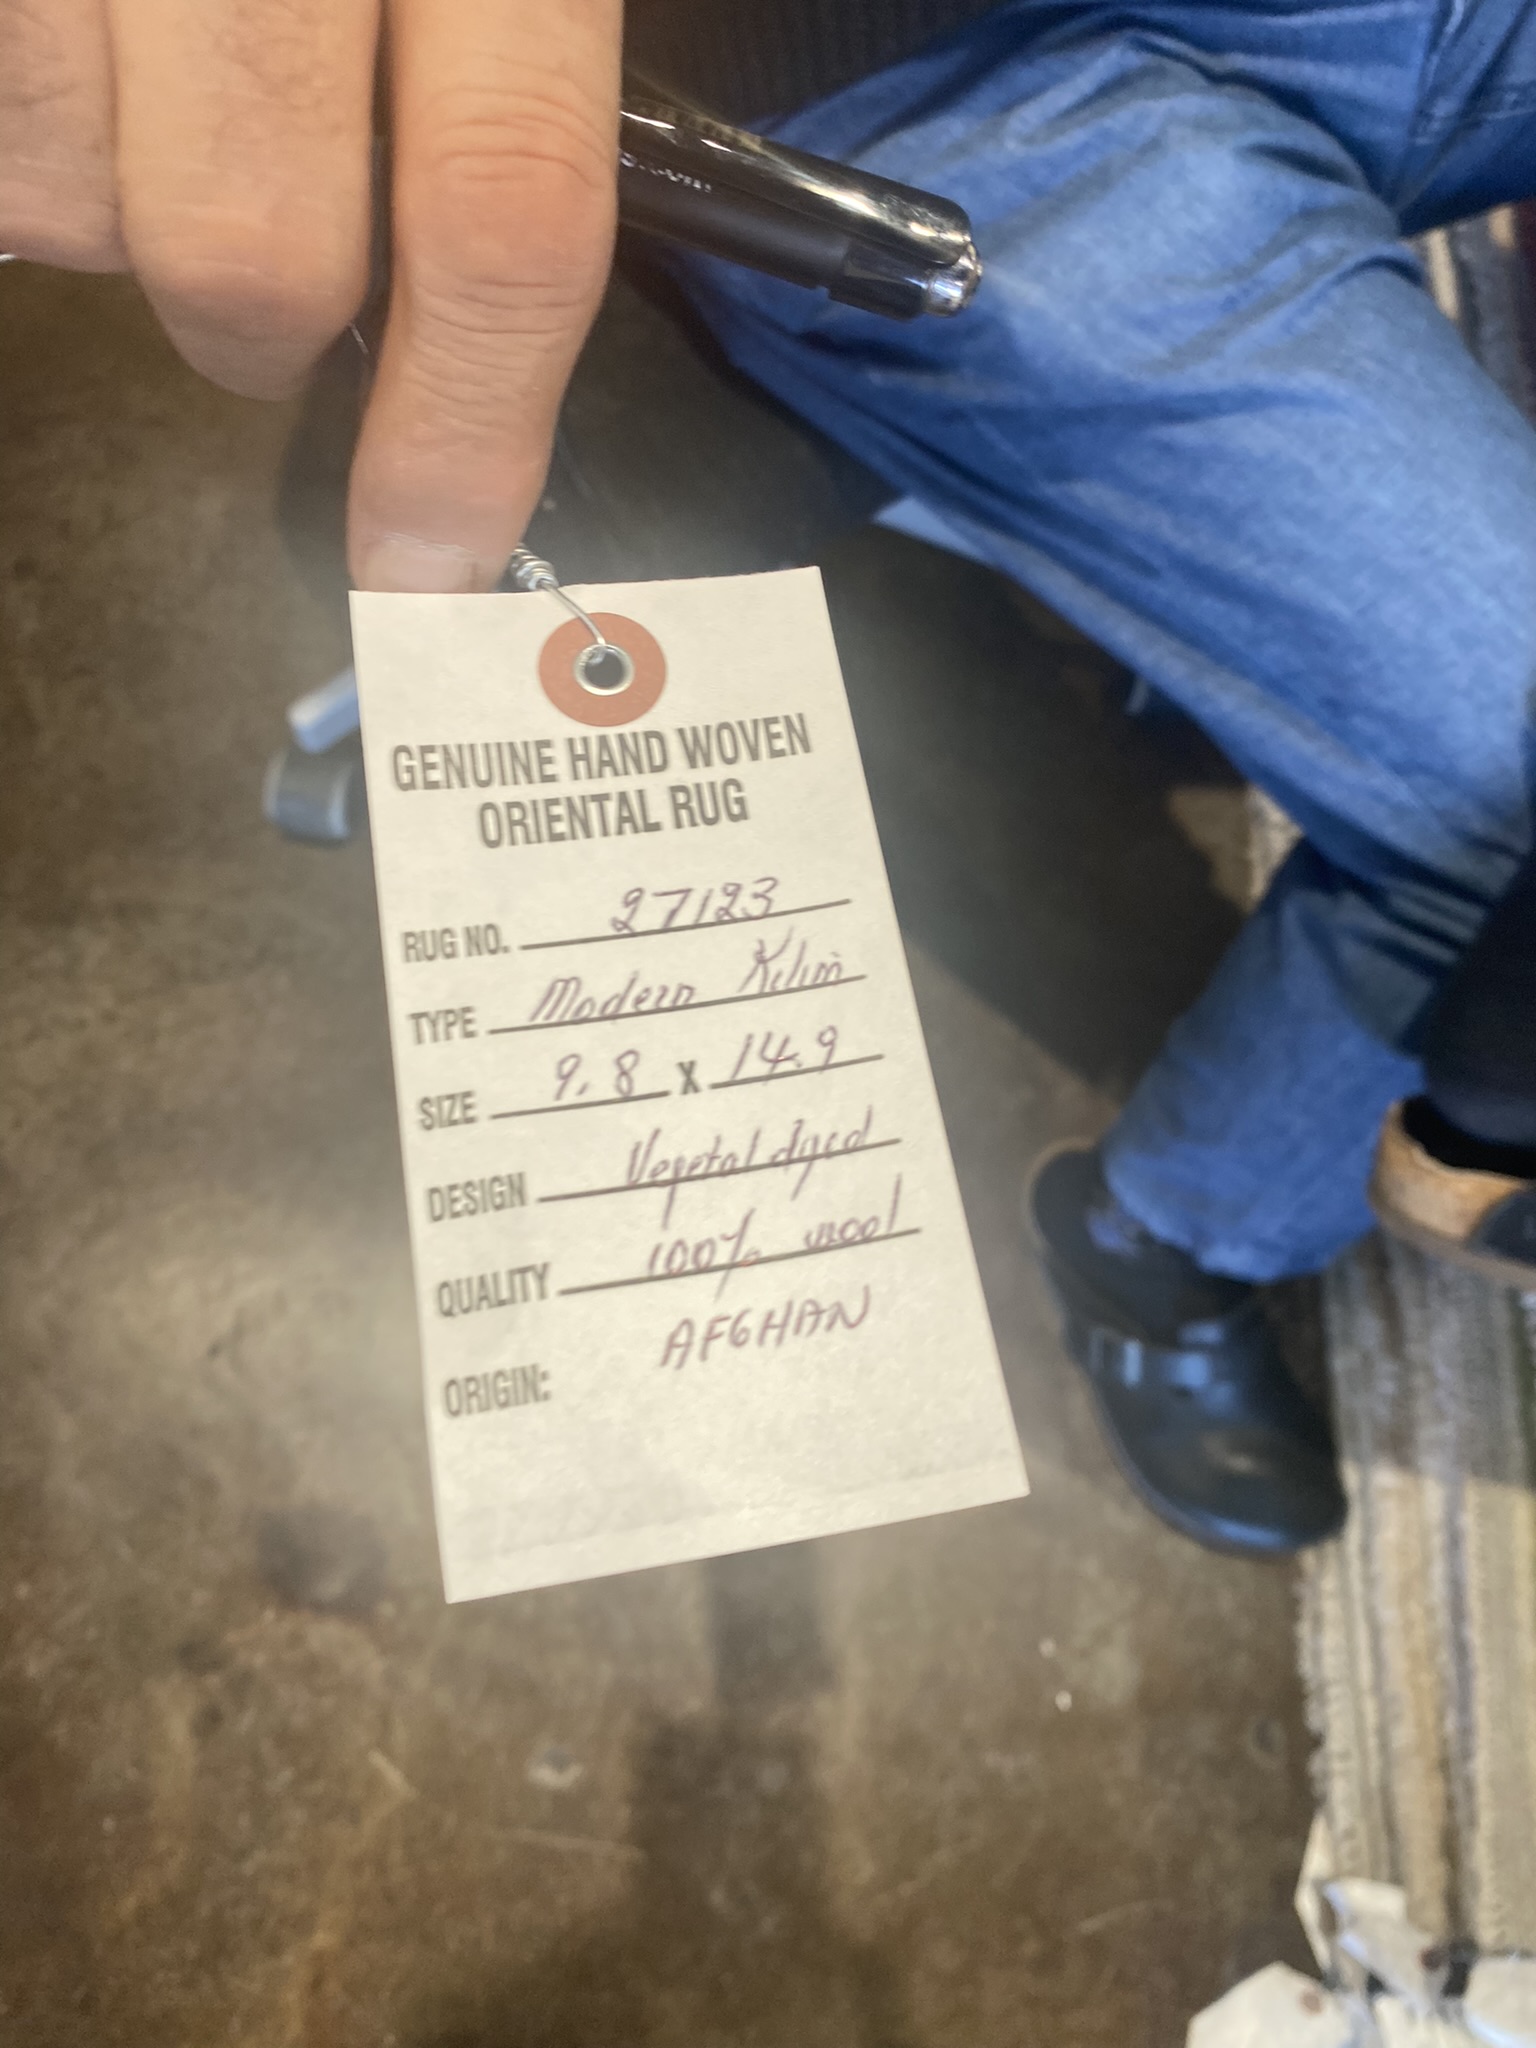 GENUINE HAND WOVEN
ORIENTAL RUG
RUG NO. 27123
TYPE Modern Kilim
SIZE 9.8 X 14.9
DESIGN Vegetal dyed
QUALITY 100% wool
ORIGIN: AFGHAN